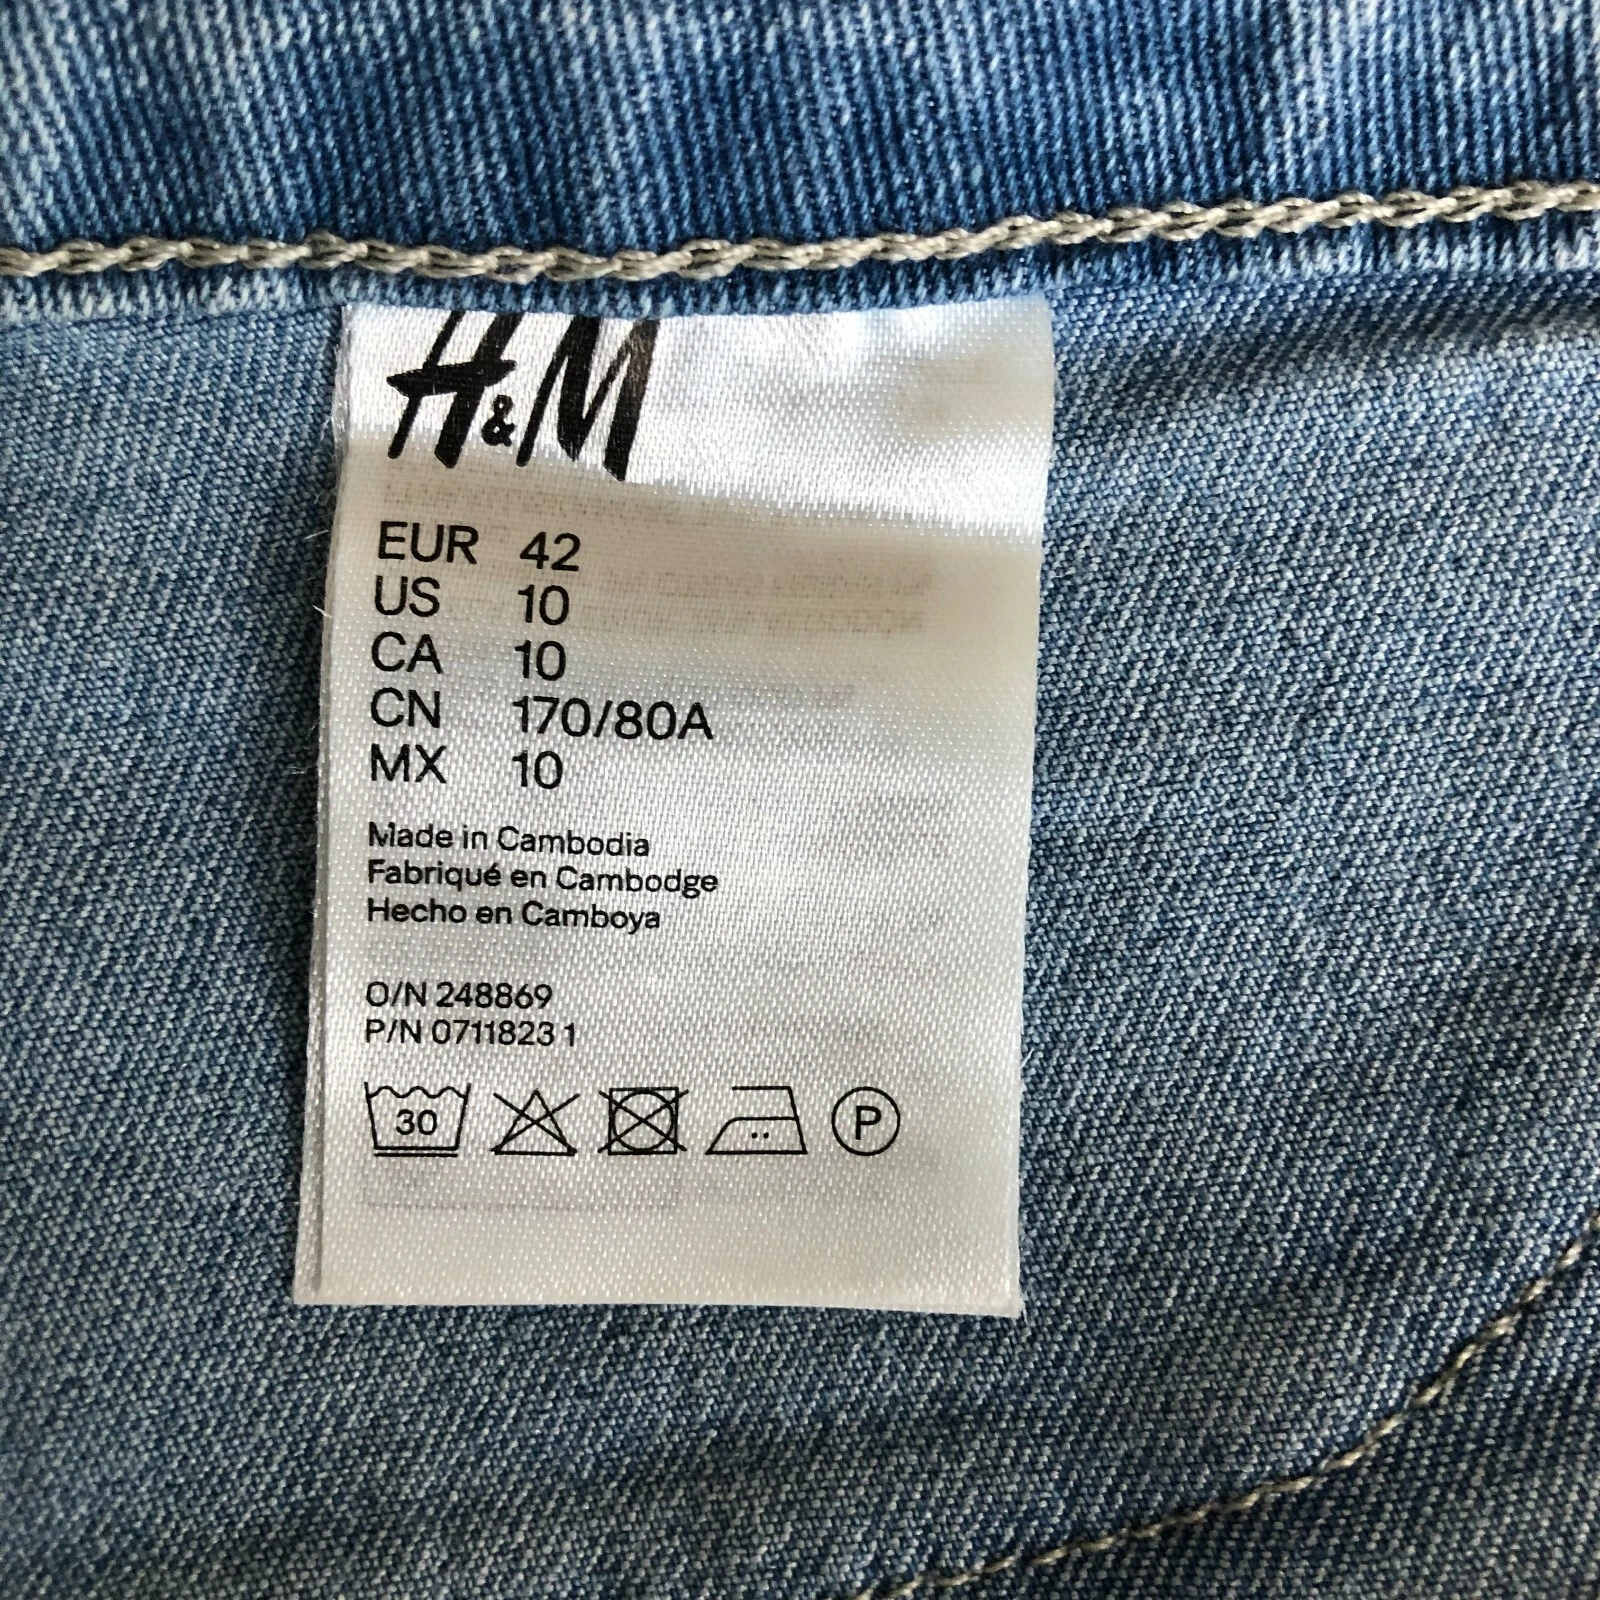 H&M
EUR 42
US 10
CA 10
CN 170/80A
MX 10
Made in Cambodia
Fabriqué en Cambodge
Hecho en Camboya
O/N 248869
P/N 0711823 1
30
P